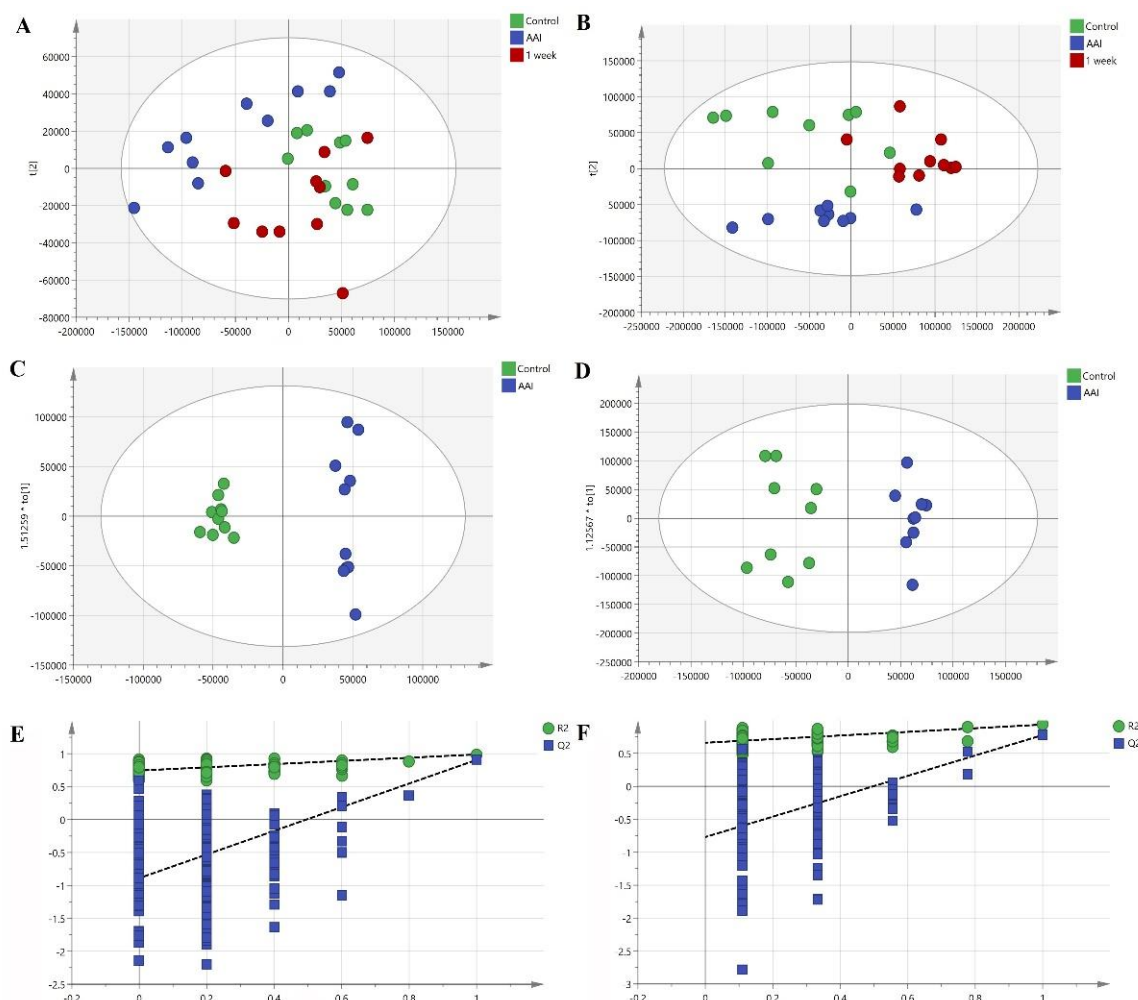 A
Control
AAI
1 week
t[2]
60000
40000
20000
0
-20000
-40000
-60000
-80000
-200000 -150000 -100000 -50000 0 50000 100000 150000
B
Control
AAI
1 week
t[2]
150000
100000
50000
0
-50000
-100000
-150000
-200000
-250000 -200000 -150000 -100000 -50000 0 50000 100000 150000 200000
C
Control
AAI
1.51259 * to[1]
100000
50000
0
-50000
-100000
-150000
-150000 -100000 -50000 0 50000 100000
D
Control
AAI
1.12567 * to[1]
200000
150000
100000
50000
0
-50000
-100000
-150000
-200000
-250000
-200000 -150000 -100000 -50000 0 50000 100000 150000
E
R2
Q2
1
0.5
0
-0.5
-1
-1.5
-2
-2.5
-0.2 0 0.2 0.4 0.6 0.8 1
F
R2
Q2
0.5
0
-0.5
-1
-1.5
-2
2.5
3
-0.2 0 0.2 0.4 0.6 0.8 1